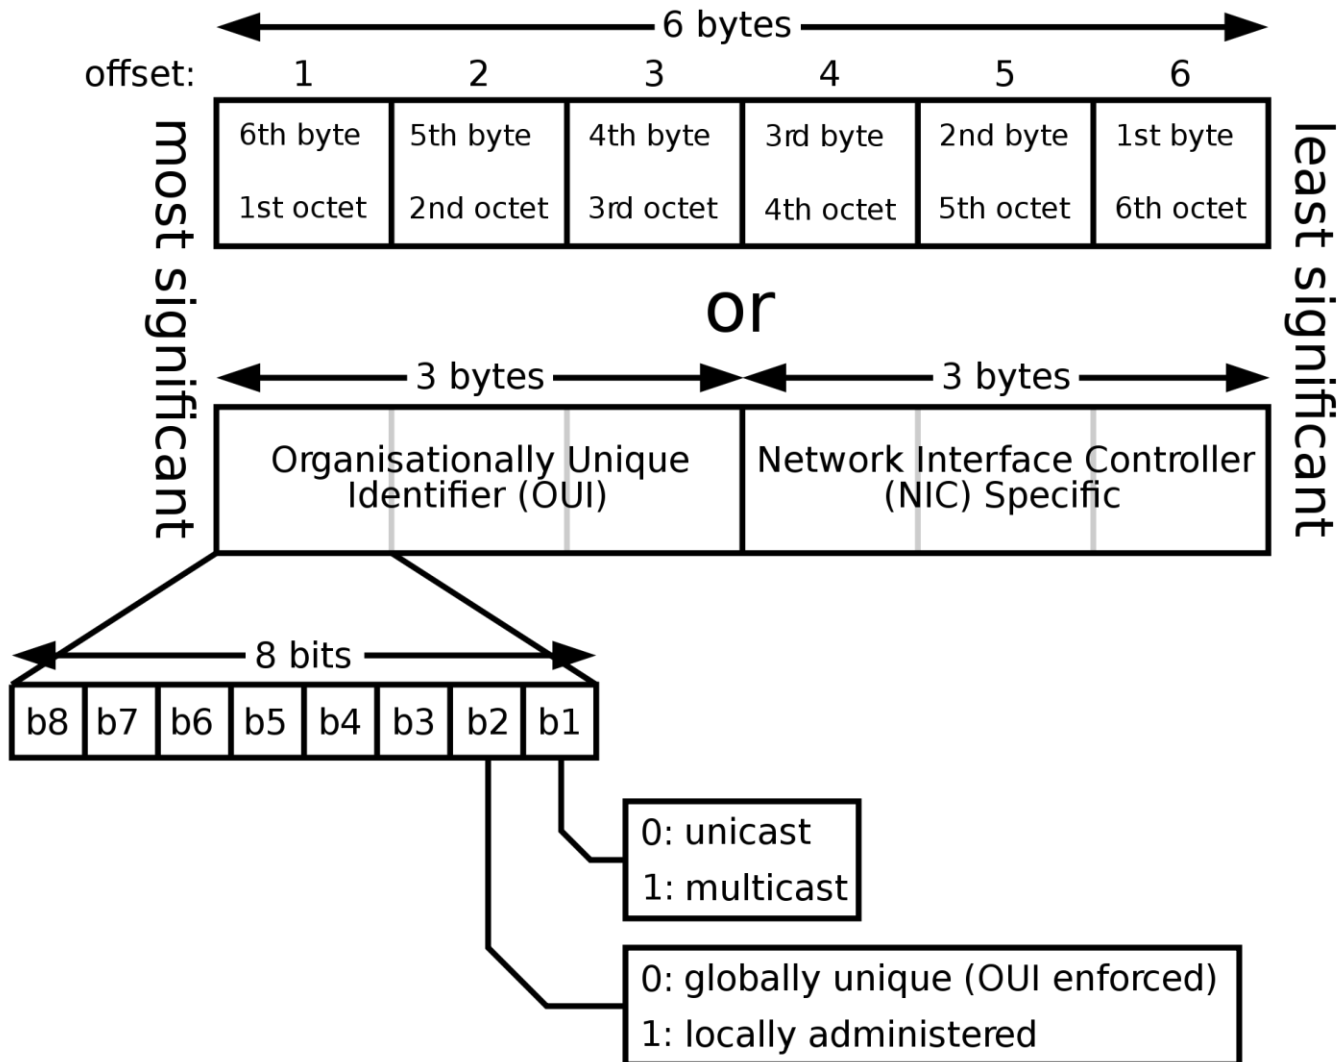 6 bytes
offset: 1 2 3 4 5 6
6th byte 5th byte 4th byte 3rd byte 2nd byte 1st byte
1st octet 2nd octet 3rd octet 4th octet 5th octet 6th octet
most significant
least significant
or
3 bytes 3 bytes
Organisationally Unique
Identifier (OUI)
Network Interface Controller
(NIC) Specific
8 bits
b8 b7 b6 b5 b4 b3 b2 b1
0: unicast
1: multicast
0: globally unique (OUI enforced)
1: locally administered